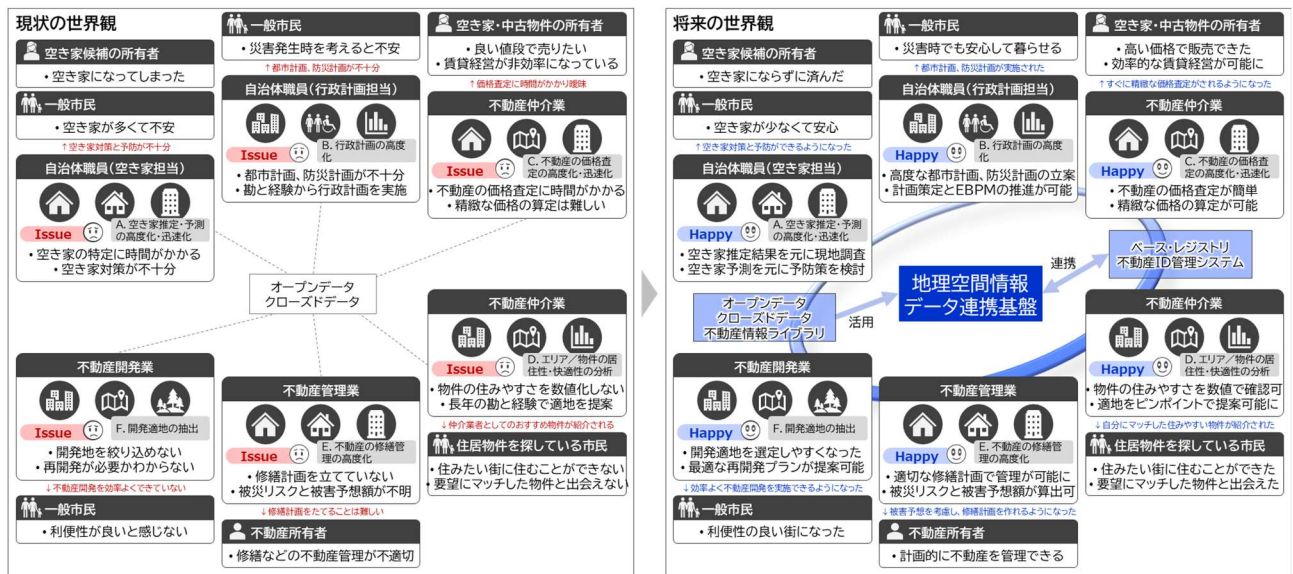 現状の世界観
空き家候補の所有者
• 空き家になってしまった
一般市民
• 空き家が多くて不安
↑空き家対策と予防が不十分
自治体職員(空き家担当)
Issue
A. 空き家推定・予測
の高度化・迅速化
• 空き家の特定に時間がかかる
• 空き家対策が不十分
一般市民
• 災害発生時を考えると不安
↑都市計画、防災計画が不十分
自治体職員(行政計画担当)
Issue
B. 行政計画の高度
化
• 都市計画、防災計画が不十分
• 勘と経験から行政計画を実施
空き家・中古物件の所有者
• 良い値段で売りたい
• 賃貸経営が非効率になっている
↑価格査定に時間がかかり曖昧
不動産仲介業
Issue
C. 不動産の価格査
定の高度化・迅速化
• 不動産の価格査定に時間がかかる
• 精緻な価格の算定は難しい
オープンデータ
クローズドデータ
不動産開発業
Issue
F. 開発適地の抽出
• 開発地を絞り込めない
• 再開発が必要かわからない
↓不動産開発を効率よくできていない
一般市民
• 利便性が良いと感じない
不動産管理業
Issue
E. 不動産の修繕管
理の高度化
• 修繕計画を立てていない
• 被災リスクと被害予想額が不明
↓修繕計画をたてることは難しい
不動産所有者
• 修繕などの不動産管理が不適切
不動産仲介業
Issue
D. エリア/物件の居
住性・快適性の分析
• 物件の住みやすさを数値化しない
• 長年の勘と経験で適地を提案
↓仲介業者としてのおすすめ物件が紹介される
住居物件を探している市民
• 住みたい街に住むことができない
• 要望にマッチした物件と出会えない
将来の世界観
空き家候補の所有者
• 空き家にならずに済んだ
一般市民
• 空き家が少なくて安心
↑空き家対策と予防ができるようになった
自治体職員(空き家担当)
Happy
A. 空き家推定・予測
の高度化・迅速化
• 空き家推定結果を元に現地調査
• 空き家予測を元に予防策を検討
一般市民
• 災害時でも安心して暮らせる
↑都市計画、防災計画が実施された
自治体職員(行政計画担当)
Happy
B. 行政計画の高度
化
• 高度な都市計画、防災計画の立案
• 計画策定とEBPMの推進が可能
空き家・中古物件の所有者
• 高い価格で販売できた
• 効率的な賃貸経営が可能に
↑すぐに精緻な価格査定がされるようになった
不動産仲介業
Happy
C. 不動産の価格査
定の高度化・迅速化
• 不動産の価格査定が簡単
• 精緻な価格の算定が可能
ベース・レジストリ
不動産ID管理システム
連携
地理空間情報
データ連携基盤
オープンデータ
クローズドデータ
不動産情報ライブラリ
活用
不動産開発業
Happy
F. 開発適地の抽出
• 開発適地を選定しやすくなった
• 最適な再開発プランが提案可能
↓効率よく不動産開発を実施できるようになった
一般市民
• 利便性の良い街になった
不動産管理業
Happy
E. 不動産の修繕管
理の高度化
• 適切な修繕計画で管理が可能に
• 被災リスクと被害予想額が算出可
↓被害予想を考慮し、修繕計画を作れるようになった
不動産所有者
• 計画的に不動産を管理できる
不動産仲介業
Happy
D. エリア/物件の居
住性・快適性の分析
• 物件の住みやすさを数値で確認可
• 適地をピンポイントで提案可能に
↓自分にマッチした住みやすい物件が紹介された
住居物件を探している市民
• 住みたい街に住むことができた
• 要望にマッチした物件と出会えた